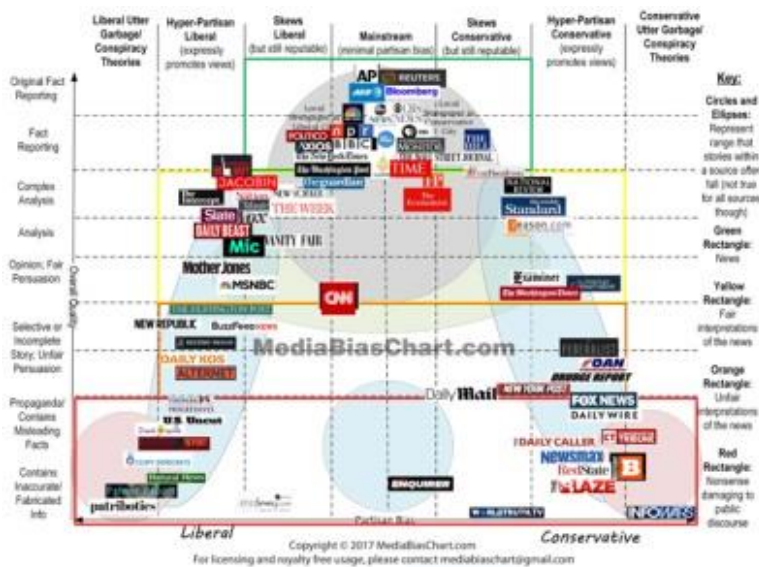 Liberal Utter Garbage/ Conspiracy Theories
Hyper-Partisan Liberal (expressly promotes views)
Skews Liberal (but still reputable)
Mainstream (minimal partisan bias)
Skews Conservative (but still reputable)
Hyper-Partisan Conservative (expressly promotes views)
Conservative Utter Garbage/ Conspiracy Theories
Original Fact Reporting
Fact Reporting
Complex Analysis
Analysis
Opinion; Fair Persuasion
Selective or Incomplete Story; Unfair Persuasion
Propaganda/ Contains Misleading Facts
Contains Inaccurate/ Fabricated Info
Overall Quality
AP
REUTERS
AFP
Bloomberg
POLITICO
npr
AXIOS
BBC
THE HILL
The New York Times
MONITOR
WALL STREET JOURNAL
The Washington Post
TIME
theguardian
JACOBIN
The Intercept
THE WEEK
The Economist
NATIONAL REVIEW
Standard
Slate
Vox
DAILY BEAST
reason.com
Mic
VANITY FAIR
Mother Jones
MSNBC
CNN
Examiner
The Washington Times
THE HUFFINGTON POST
NEW REPUBLIC
BuzzFeedNEWS
MediaBiasChart.com
DAILY KOS
ALTERNET
OAN
DRUDGE REPORT
Daily Mail
NEW YORK POST
FOX NEWS
DAILYWIRE
U.S. Uncut
THE DAILY CALLER
TRIBUNE
Newsmax
RedState
B
Natural News
patribotics
ENQUIRER
BLAZE
WORLDTRUTH.TV
INFOWARS
Liberal
Partisan Bias
Conservative
Key:
Circles and
Ellipses:
Represent
range that
stories within
a source often
fall (not true
for all sources
though)
Green
Rectangle:
News
Yellow
Rectangle:
Fair
interpretations
of the news
Orange
Rectangle:
Unfair
interpretations
of the news
Red
Rectangle:
Nonsense
damaging to
public
discourse
Copyright © 2017 MediaBiasChart.com
For licensing and royalty free usage, please contact mediabiaschart@gmail.com